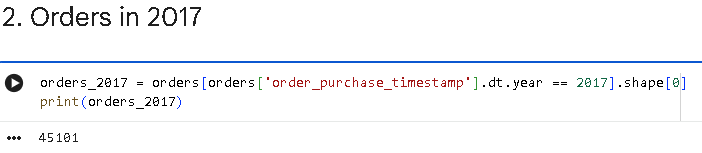 2. Orders in 2017
orders_2017 = orders[orders['order_purchase_timestamp'].dt.year == 2017].shape[0]
print(orders_2017)
45101